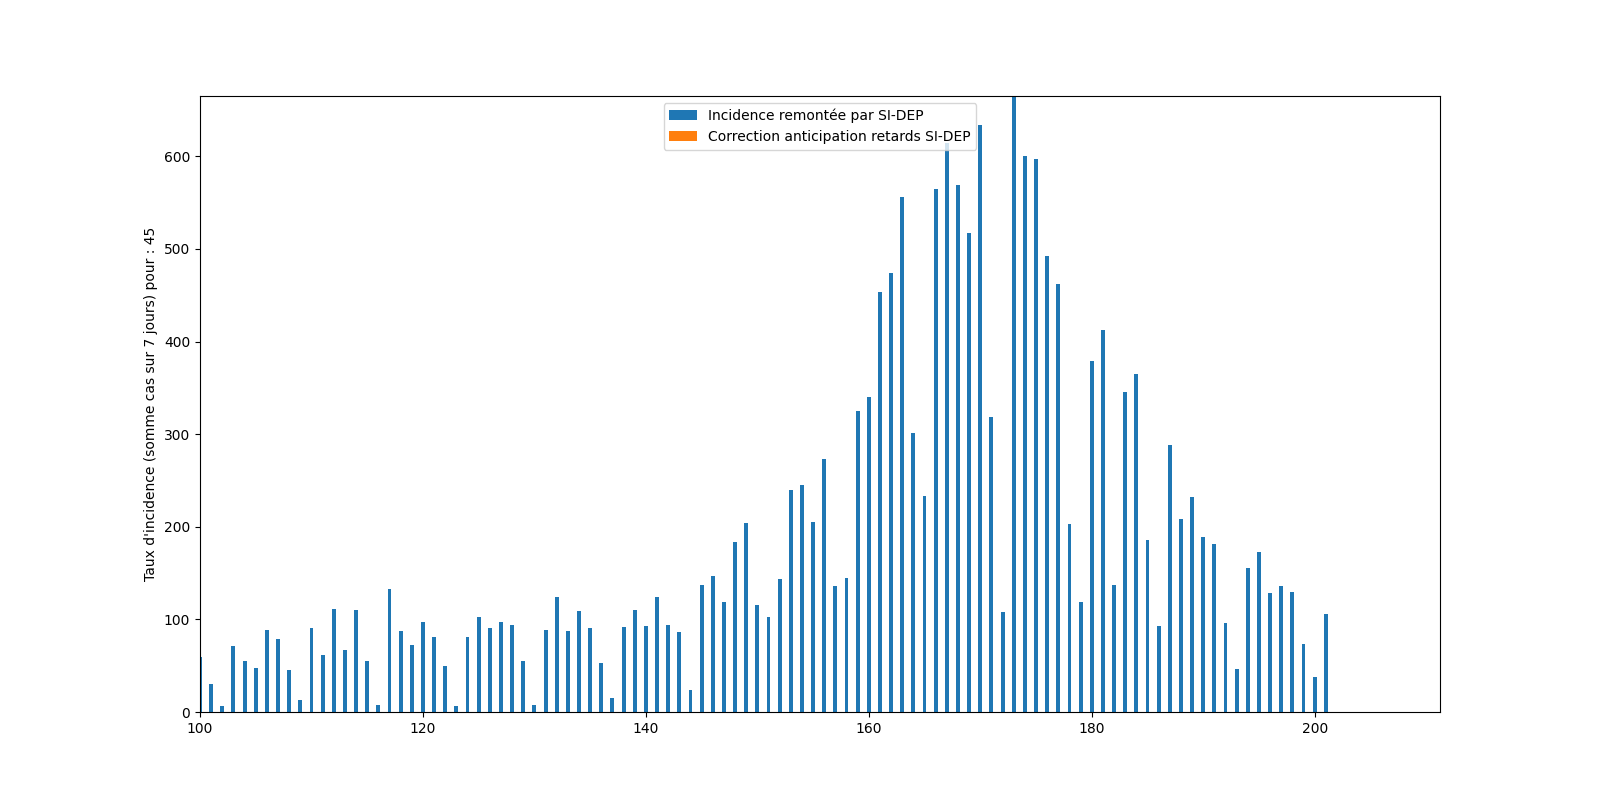 Incidence remontée par SI-DEP
Correction anticipation retards SI-DEP
Taux d'incidence (somme cas sur 7 jours) pour : 45
600
500
400
300
200
100
0
100 120 140 160 180 200